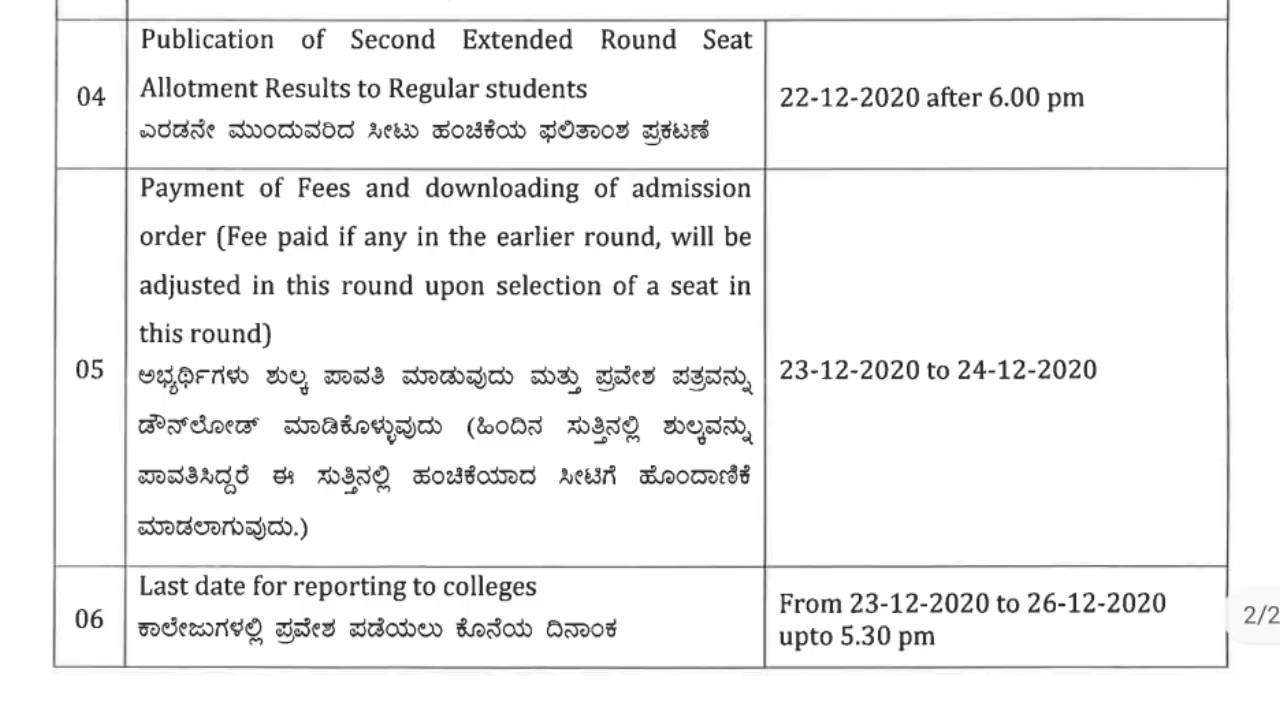 04
Publication of Second Extended Round Seat
Allotment Results to Regular students
ಎರಡನೇ ಮುಂದುವರಿದ ಸೀಟು ಹಂಚಿಕೆಯ ಫಲಿತಾಂಶ ಪ್ರಕಟಣೆ
22-12-2020 after 6.00 pm
05
Payment of Fees and downloading of admission
order (Fee paid if any in the earlier round, will be
adjusted in this round upon selection of a seat in
this round)
ಅಭ್ಯರ್ಥಿಗಳು ಶುಲ್ಕ ಪಾವತಿ ಮಾಡುವುದು ಮತ್ತು ಪ್ರವೇಶ ಪತ್ರವನ್ನು
ಡೌನ್‌ಲೋಡ್ ಮಾಡಿಕೊಳ್ಳುವುದು (ಹಿಂದಿನ ಸುತ್ತಿನಲ್ಲಿ ಶುಲ್ಕವನ್ನು
ಪಾವತಿಸಿದ್ದರೆ ಈ ಸುತ್ತಿನಲ್ಲಿ ಹಂಚಿಕೆಯಾದ ಸೀಟಿಗೆ ಹೊಂದಾಣಿಕೆ
ಮಾಡಲಾಗುವುದು.)
23-12-2020 to 24-12-2020
06
Last date for reporting to colleges
ಕಾಲೇಜುಗಳಲ್ಲಿ ಪ್ರವೇಶ ಪಡೆಯಲು ಕೊನೆಯ ದಿನಾಂಕ
From 23-12-2020 to 26-12-2020
upto 5.30 pm
2/2